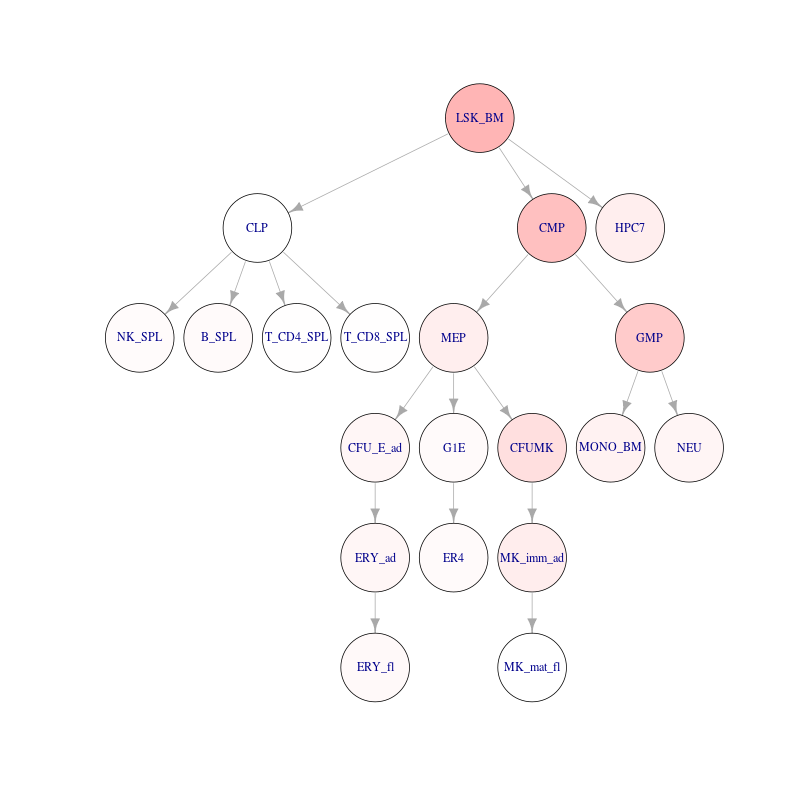 LSK_BM
CLP
CMP
HPC7
NK_SPL
B_SPL
T_CD4_SPL
T_CD8_SPL
MEP
GMP
CFU_E_ad
G1E
CFUMK
MONO_BM
NEU
ERY_ad
ER4
MK_imm_ad
ERY_fl
MK_mat_fl